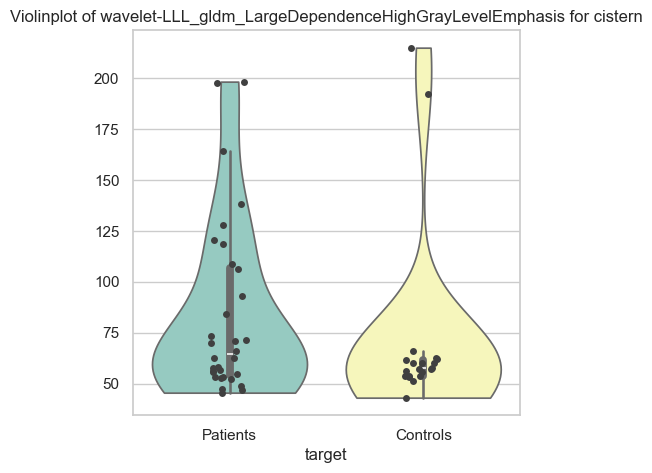 Violinplot of wavelet-LLL_gldm_LargeDependenceHighGrayLevelEmphasis for cistern
200
175
150
125
100
75
50
Patients
Controls
target